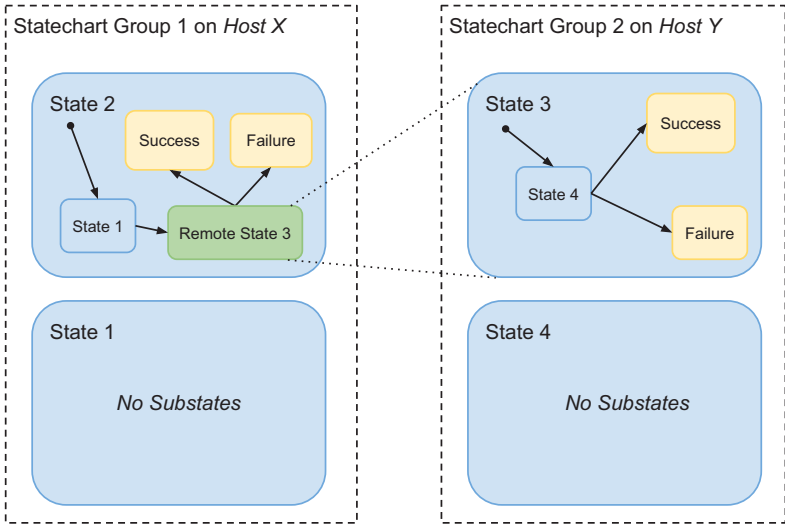 Statechart Group 1 on Host X
State 2
Success
Failure
State 1
Remote State 3
State 1
No Substates
Statechart Group 2 on Host Y
State 3
Success
State 4
Failure
State 4
No Substates